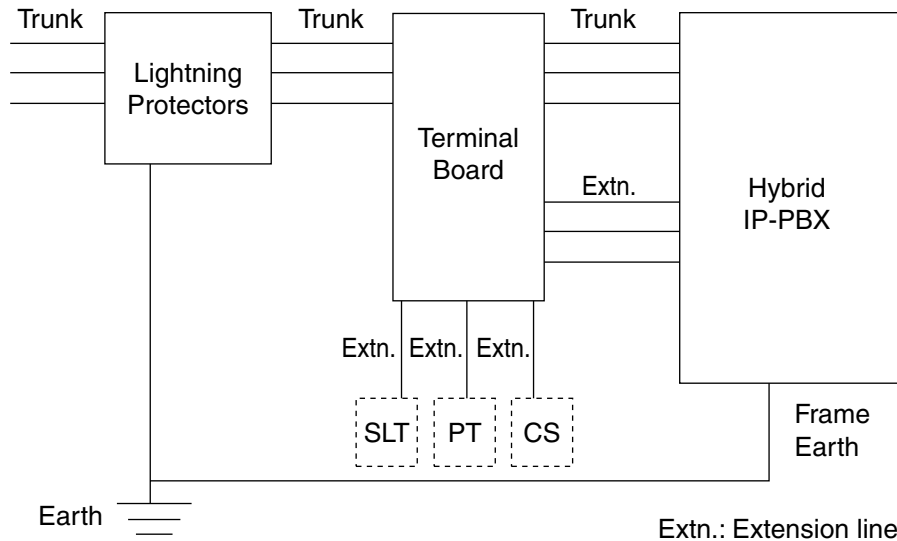 Trunk
Trunk
Trunk
Lightning
Protectors
Terminal
Board
Extn.
Hybrid
IP-PBX
Extn.
Extn.
Extn.
SLT
PT
CS
Frame
Earth
Earth
Extn.: Extension line